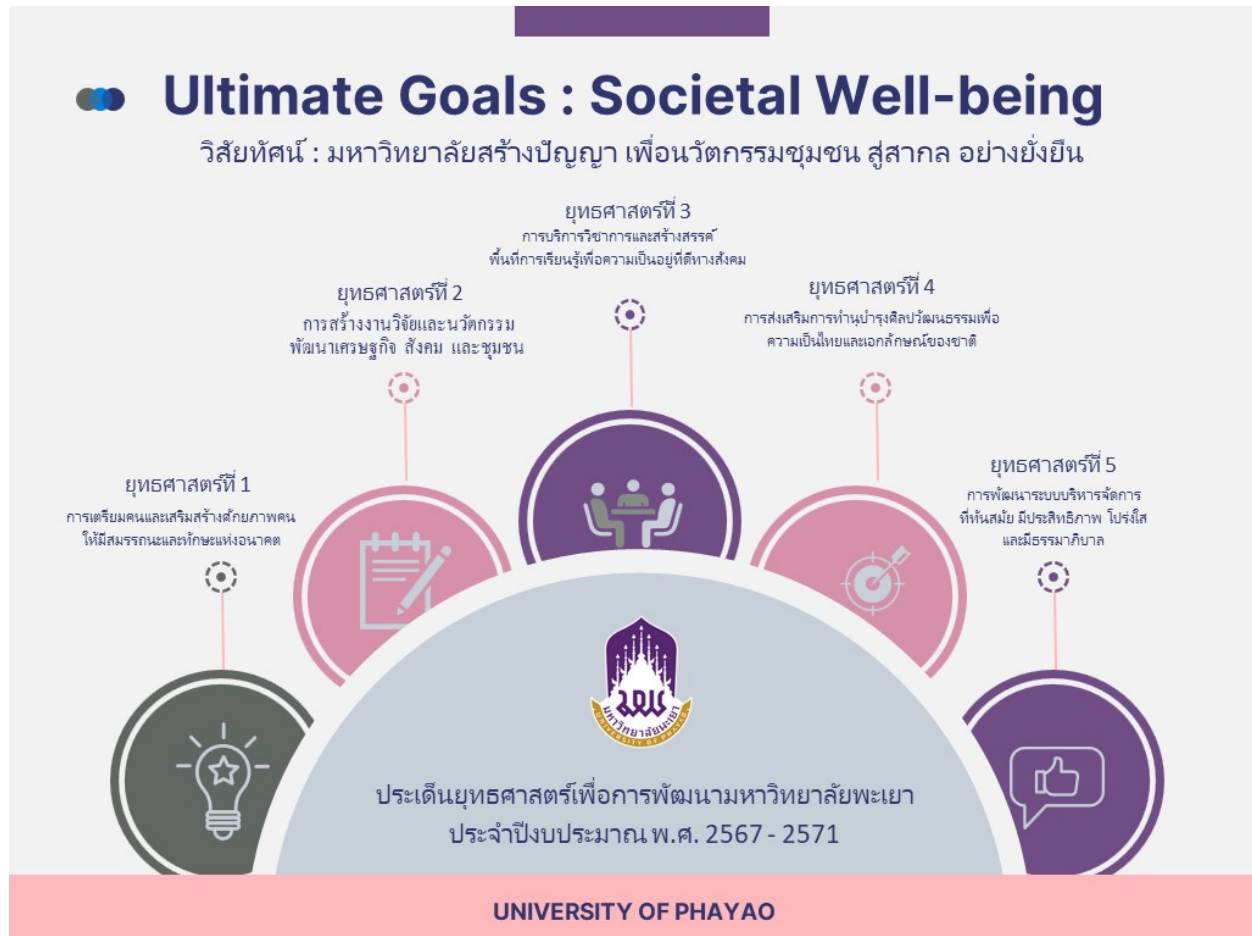 Ultimate Goals : Societal Well-being
วิสัยทัศน์ : มหาวิทยาลัยสร้างปัญญา เพื่อนวัตกรรมชุมชน สู่สากล อย่างยั่งยืน
ยุทธศาสตร์ที่ 1
การเตรียมคนและเสริมสร้างศักยภาพคน
ให้มีสมรรถนะและทักษะแห่งอนาคต
ยุทธศาสตร์ที่ 2
การสร้างงานวิจัยและนวัตกรรม
พัฒนาเศรษฐกิจ สังคม และชุมชน
ยุทธศาสตร์ที่ 3
การบริการวิชาการและสร้างสรรค์
พื้นที่การเรียนรู้เพื่อความเป็นอยู่ที่ดีทางสังคม
ยุทธศาสตร์ที่ 4
การส่งเสริมการทำนุบำรุงศิลปวัฒนธรรมเพื่อ
ความเป็นไทยและเอกลักษณ์ของชาติ
ยุทธศาสตร์ที่ 5
การพัฒนาระบบบริหารจัดการ
ที่ทันสมัย มีประสิทธิภาพ โปร่งใส
และมีธรรมาภิบาล
มหาวิทยาลัยพะเยา
UNIVERSITY OF PHAYAO
ประเด็นยุทธศาสตร์เพื่อการพัฒนามหาวิทยาลัยพะเยา
ประจำปีงบประมาณ พ.ศ. 2567 - 2571
UNIVERSITY OF PHAYAO